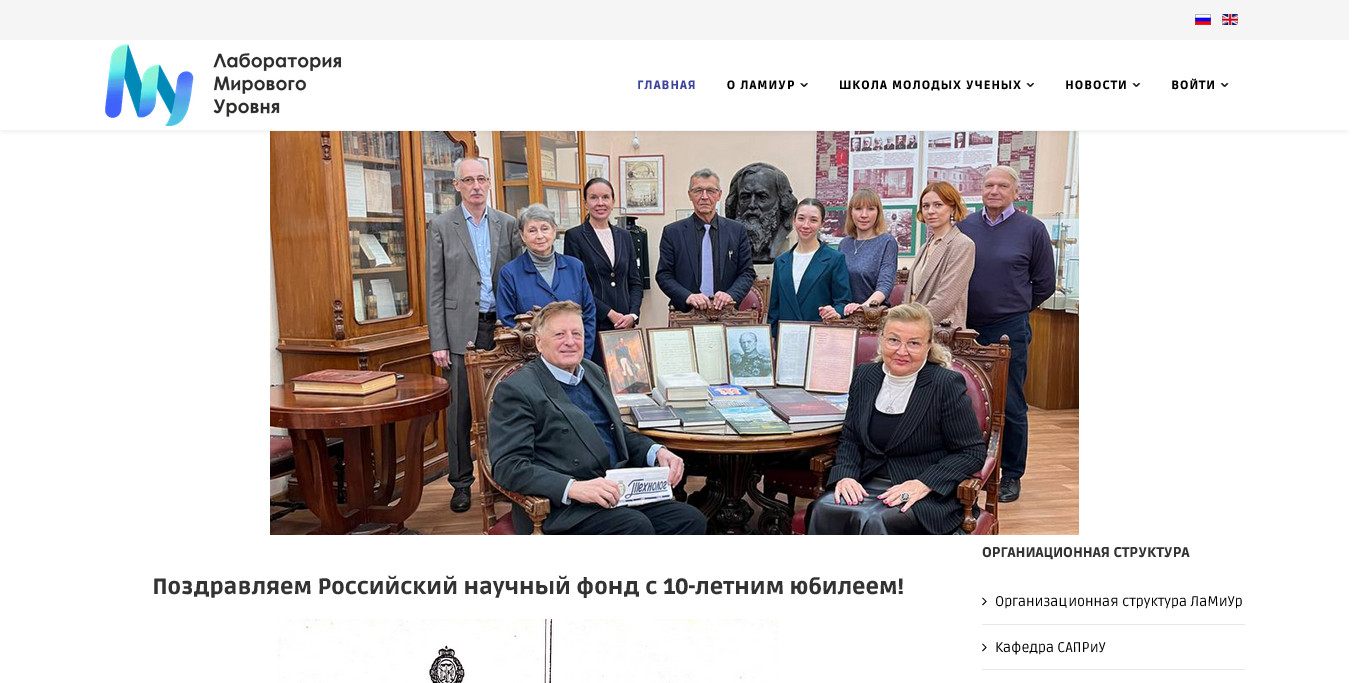 Лаборатория
Мирового
Уровня
ГЛАВНАЯ О ЛАМИУР ШКОЛА МОЛОДЫХ УЧЕНЫХ НОВОСТИ ВОЙТИ
Технолог
Поздравляем Российский научный фонд с 10-летним юбилеем!
ОРГАНИАЦИОННАЯ СТРУКТУРА
Организационная структура ЛаМиУр
Кафедра САПРиУ